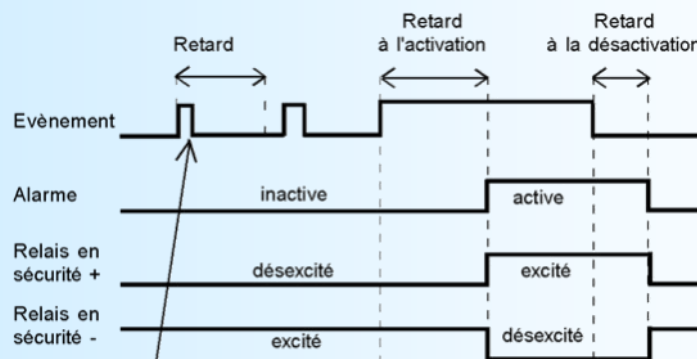 Retard
Retard
à l'activation
Retard
à la désactivation
Evènement
Alarme
inactive
active
Relais en
sécurité +
désexcité
excité
Relais en
sécurité -
excité
désexcité